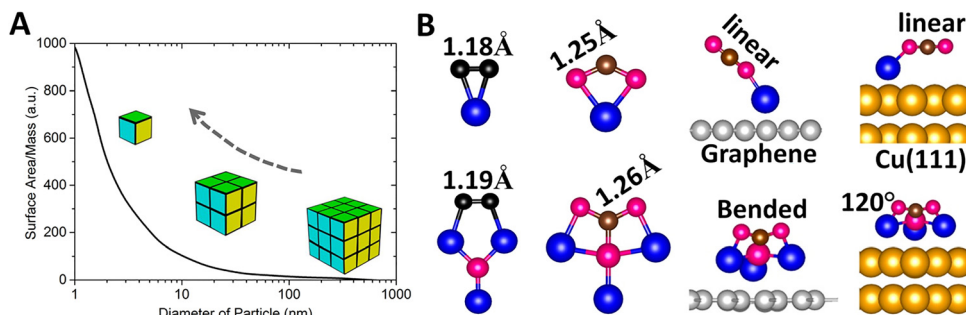 A
Surface Area/Mass (a.u.)
1000
800
600
400
200
0
1
10
100
1000
Diameter of Particle (nm)
B
1.18Å
1.25Å
linear
linear
Graphene
Cu(111)
1.19Å
1.26Å
Bended
120°